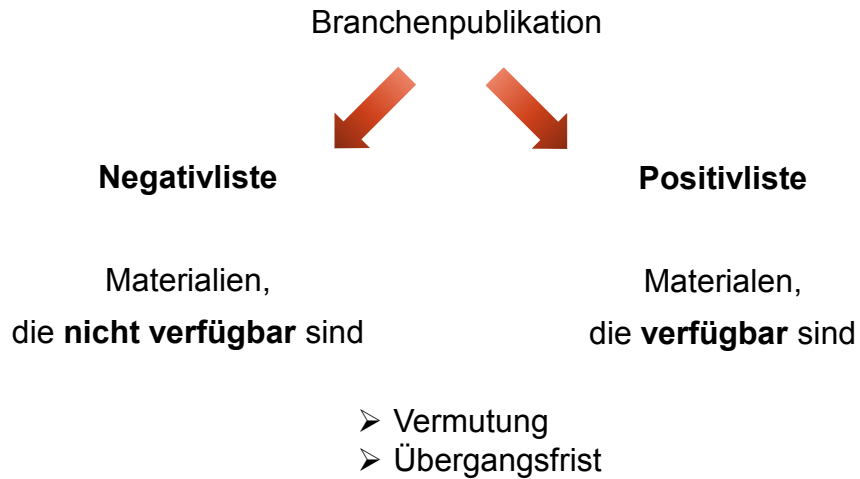 Branchenpublikation
Negativliste
Positivliste
Materialien,
die nicht verfügbar sind
Materialen,
die verfügbar sind
➢ Vermutung
➢ Übergangsfrist